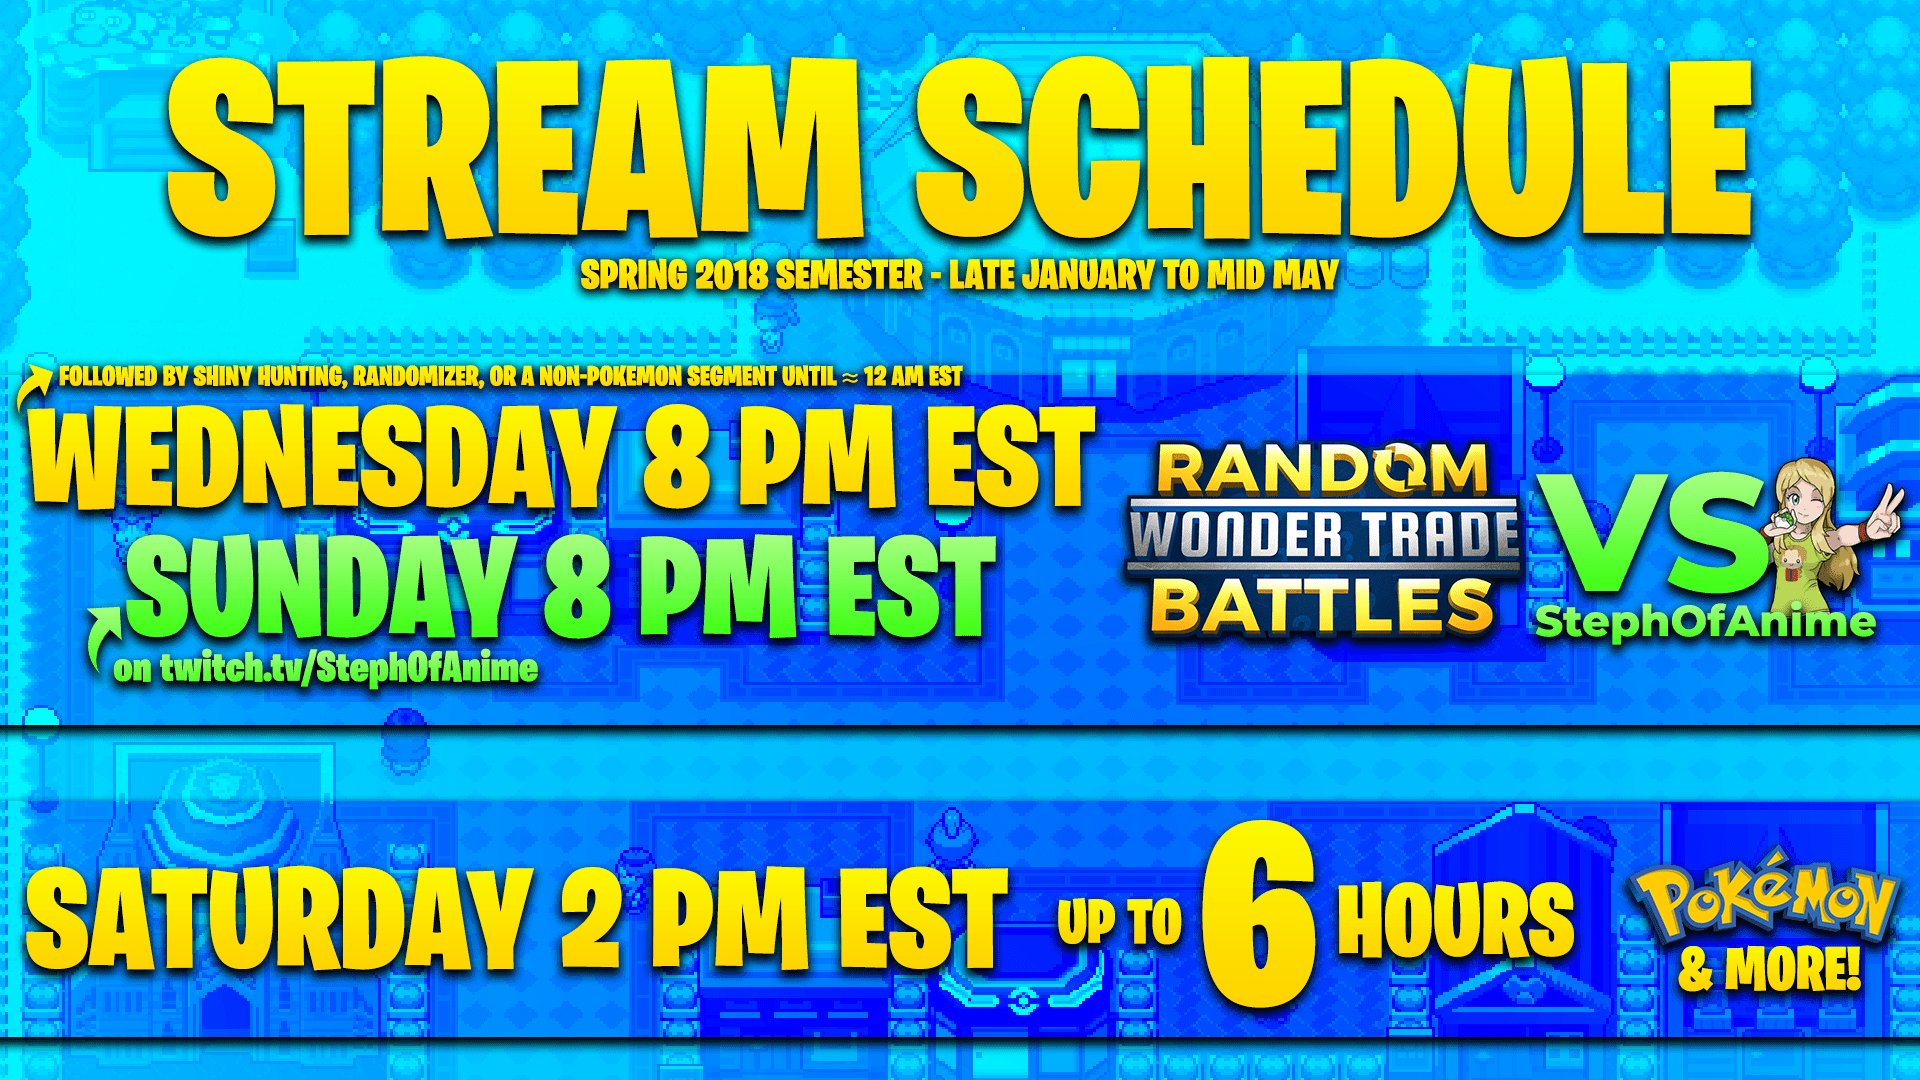 STREAM SCHEDULE
SPRING 2018 SEMESTER - LATE JANUARY TO MID MAY
FOLLOWED BY SHINY HUNTING, RANDOMIZER, OR A NON-POKEMON SEGMENT UNTIL ≈ 12 AM EST
WEDNESDAY 8 PM EST
SUNDAY 8 PM EST
on twitch.tv/StephOfAnime
RANDOM
WONDER TRADE
BATTLES
VS
StephOfAnime
SATURDAY 2 PM EST
UP TO 6 HOURS
POKéMON
& MORE!